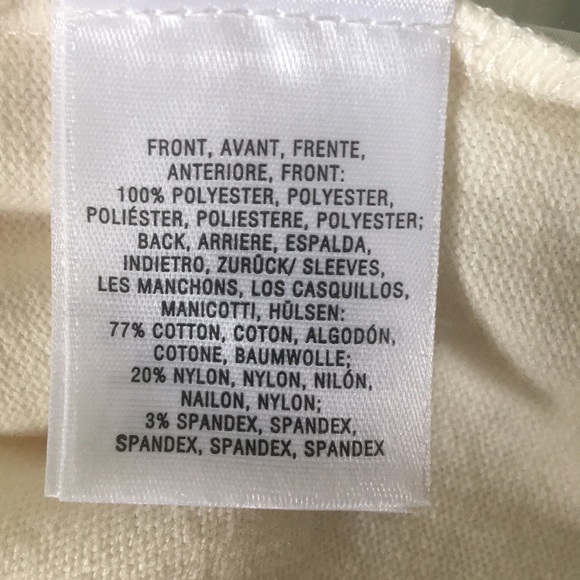 FRONT, AVANT, FRENTE,
ANTERIORE, FRONT:
100% POLYESTER, POLYESTER,
POLIÉSTER, POLIESTERE, POLYESTER;
BACK, ARRIERE, ESPALDA,
INDIETRO, ZURŪCK/ SLEEVES,
LES MANCHONS, LOS CASQUILLOS,
MANICOTTI, HŪLSEN:
77% COTTON, COTON, ALGODÓN,
COTONE, BAUMWOLLE;
20% NYLON, NYLON, NILÓN,
NAILON, NYLON;
3% SPANDEX, SPANDEX,
SPANDEX, SPANDEX, SPANDEX